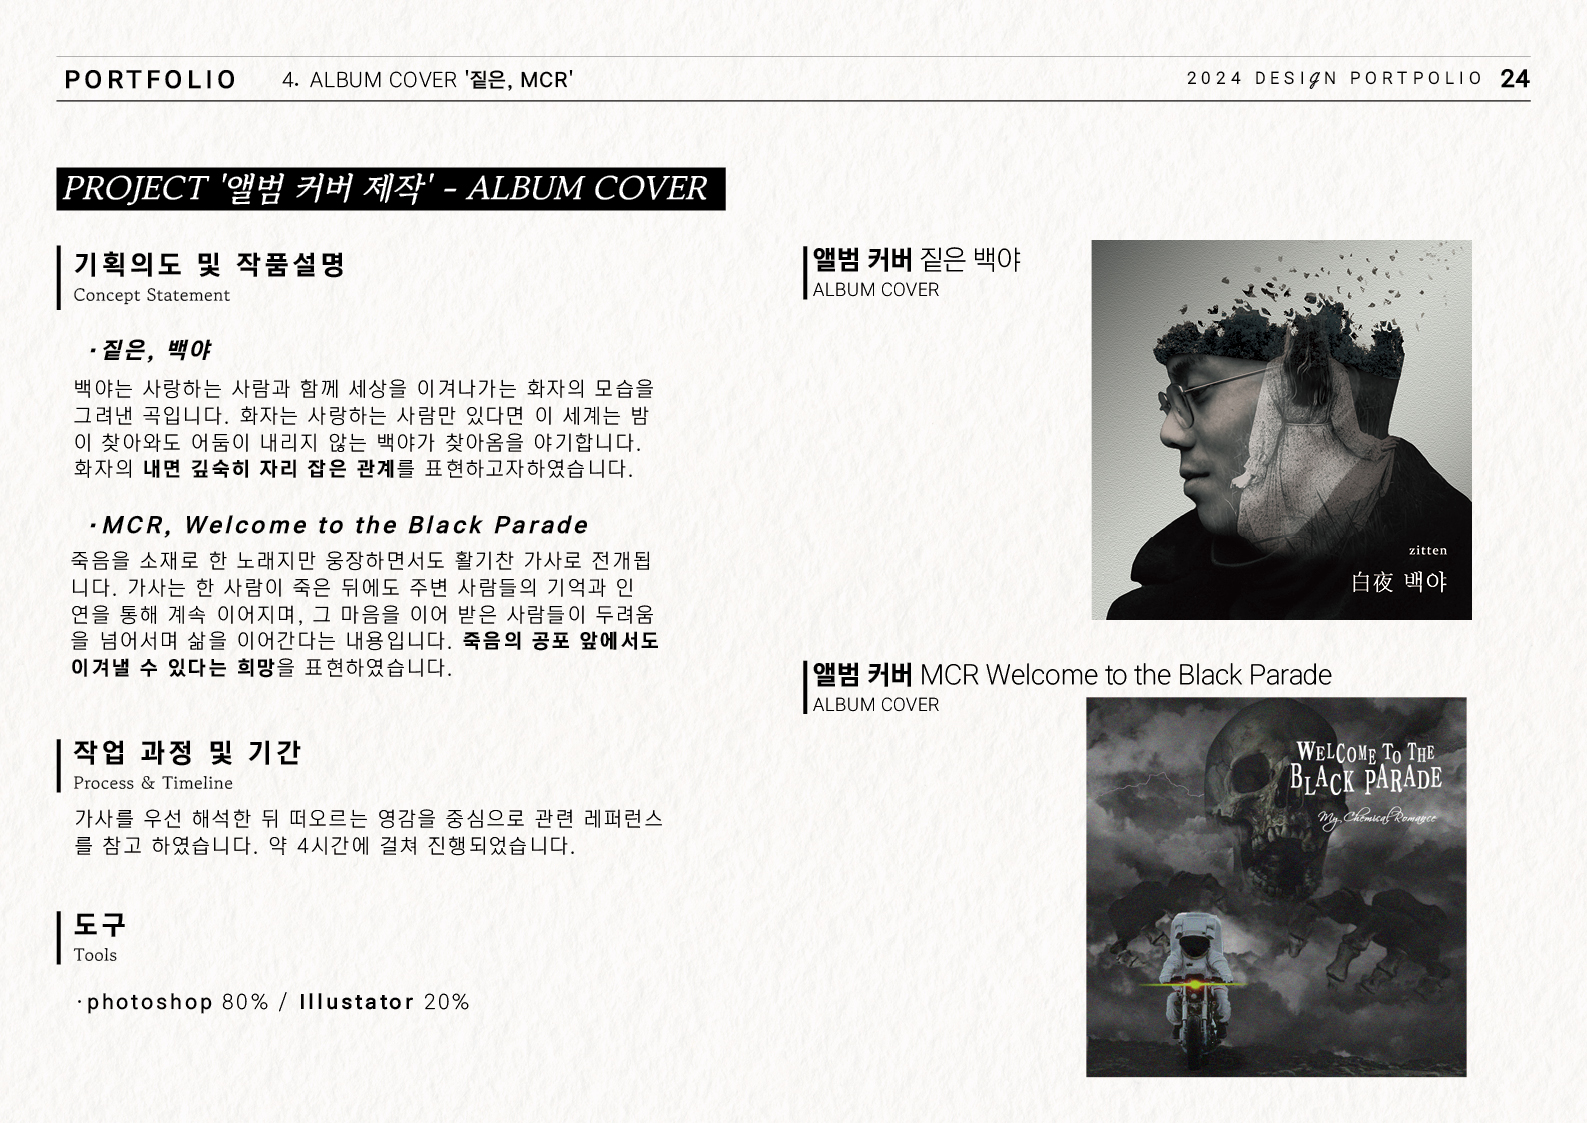 PORTFOLIO 4. ALBUM COVER '짙은, MCR' 2024 DESIGN PORTPOLIO 24
PROJECT '앨범 커버 제작' - ALBUM COVER
기획의도 및 작품설명
Concept Statement
·짙은, 백야
백야는 사랑하는 사람과 함께 세상을 이겨나가는 화자의 모습을
그려낸 곡입니다. 화자는 사랑하는 사람만 있다면 이 세계는 밤
이 찾아와도 어둠이 내리지 않는 백야가 찾아옴을 야기합니다.
화자의 내면 깊숙히 자리 잡은 관계를 표현하고자하였습니다.
·MCR, Welcome to the Black Parade
죽음을 소재로 한 노래지만 웅장하면서도 활기찬 가사로 전개됩
니다. 가사는 한 사람이 죽은 뒤에도 주변 사람들의 기억과 인
연을 통해 계속 이어지며, 그 마음을 이어 받은 사람들이 두려움
을 넘어서며 삶을 이어간다는 내용입니다. 죽음의 공포 앞에서도
이겨낼 수 있다는 희망을 표현하였습니다.
작업 과정 및 기간
Process & Timeline
가사를 우선 해석한 뒤 떠오르는 영감을 중심으로 관련 레퍼런스
를 참고 하였습니다. 약 4시간에 걸쳐 진행되었습니다.
도구
Tools
·photoshop 80% / Illustator 20%
앨범 커버 짙은 백야
ALBUM COVER
zitten
白夜 백야
앨범 커버 MCR Welcome to the Black Parade
ALBUM COVER
WELCOME TO THE
BLACK PARADE
My Chemical Romance